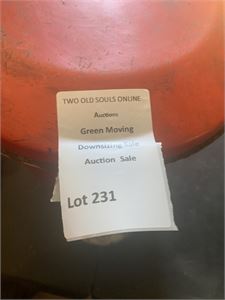 TWO OLD SOULS ONLINE
Auctions
Green Moving
Downsizing Sale
Auction Sale
Lot 231